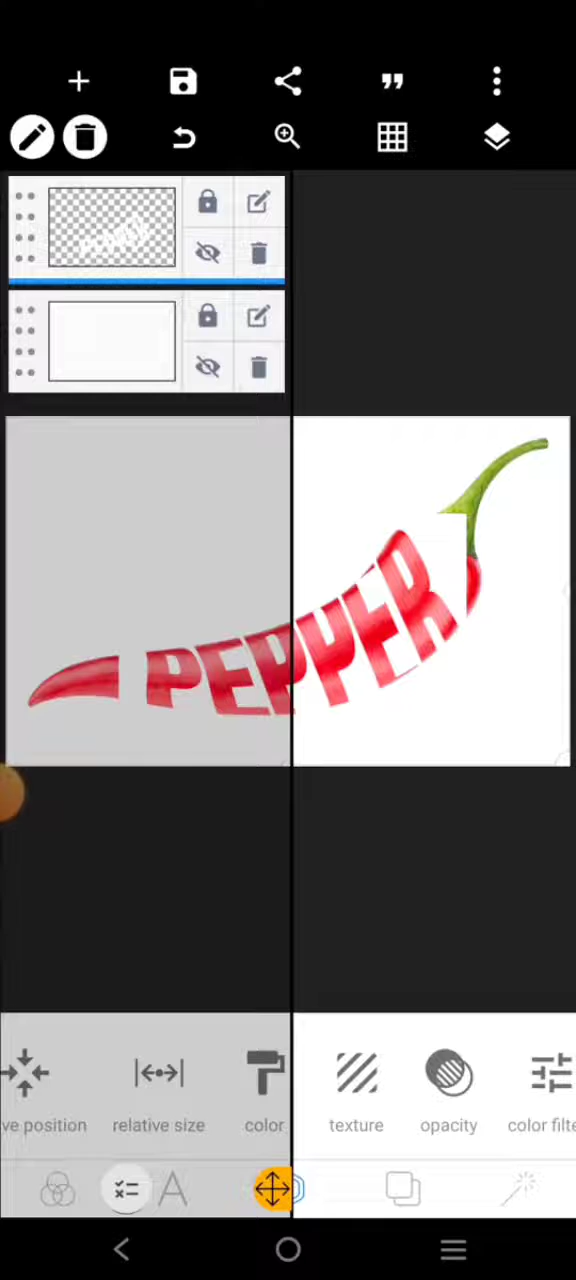 PEPPER
ve position
relative size
color
texture
opacity
color filte